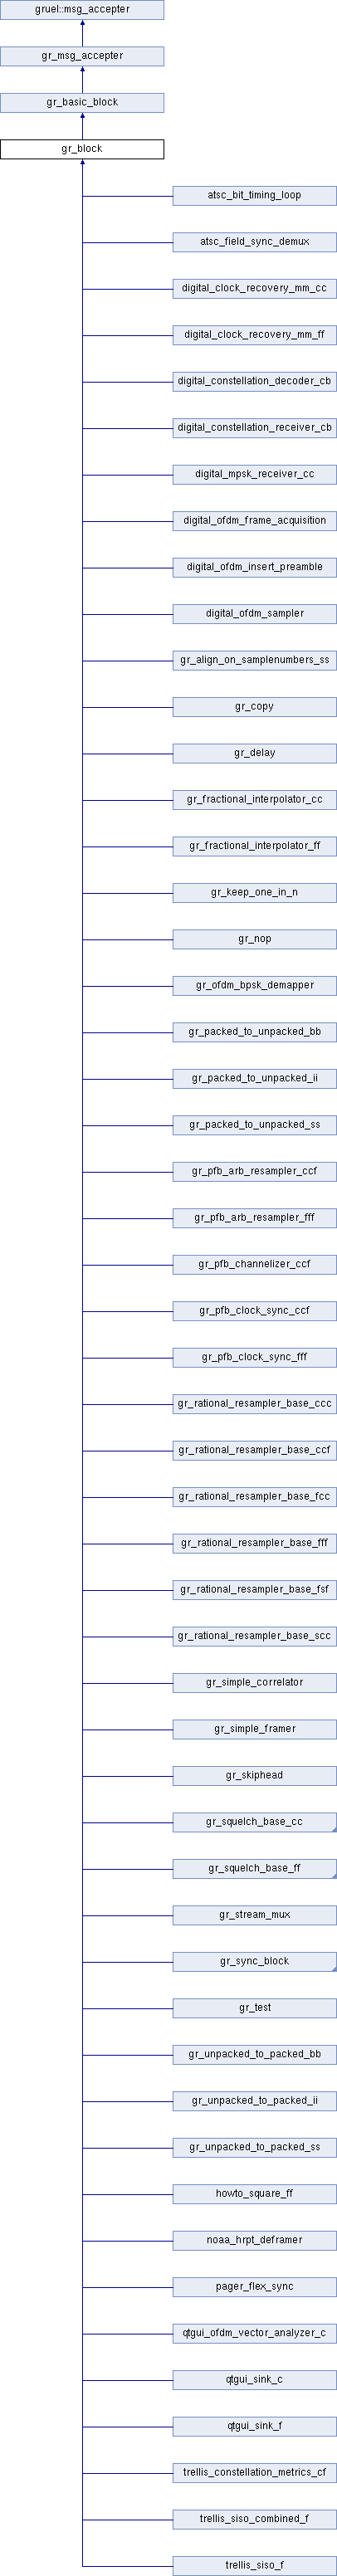 gruel::msg_accepter
gr_msg_accepter
gr_basic_block
gr_block
atsc_bit_timing_loop
atsc_field_sync_demux
digital_clock_recovery_mm_cc
digital_clock_recovery_mm_ff
digital_constellation_decoder_cb
digital_constellation_receiver_cb
digital_mpsk_receiver_cc
digital_ofdm_frame_acquisition
digital_ofdm_insert_preamble
digital_ofdm_sampler
gr_align_on_samplenumbers_ss
gr_copy
gr_delay
gr_fractional_interpolator_cc
gr_fractional_interpolator_ff
gr_keep_one_in_n
gr_nop
gr_ofdm_bpsk_demapper
gr_packed_to_unpacked_bb
gr_packed_to_unpacked_ii
gr_packed_to_unpacked_ss
gr_pfb_arb_resampler_ccf
gr_pfb_arb_resampler_fff
gr_pfb_channelizer_ccf
gr_pfb_clock_sync_ccf
gr_pfb_clock_sync_fff
gr_rational_resampler_base_ccc
gr_rational_resampler_base_ccf
gr_rational_resampler_base_fcc
gr_rational_resampler_base_fff
gr_rational_resampler_base_fsf
gr_rational_resampler_base_scc
gr_simple_correlator
gr_simple_framer
gr_skiphead
gr_squelch_base_cc
gr_squelch_base_ff
gr_stream_mux
gr_sync_block
gr_test
gr_unpacked_to_packed_bb
gr_unpacked_to_packed_ii
gr_unpacked_to_packed_ss
howto_square_ff
noaa_hrpt_deframer
pager_flex_sync
qtgui_ofdm_vector_analyzer_c
qtgui_sink_c
qtgui_sink_f
trellis_constellation_metrics_cf
trellis_siso_combined_f
trellis_siso_f